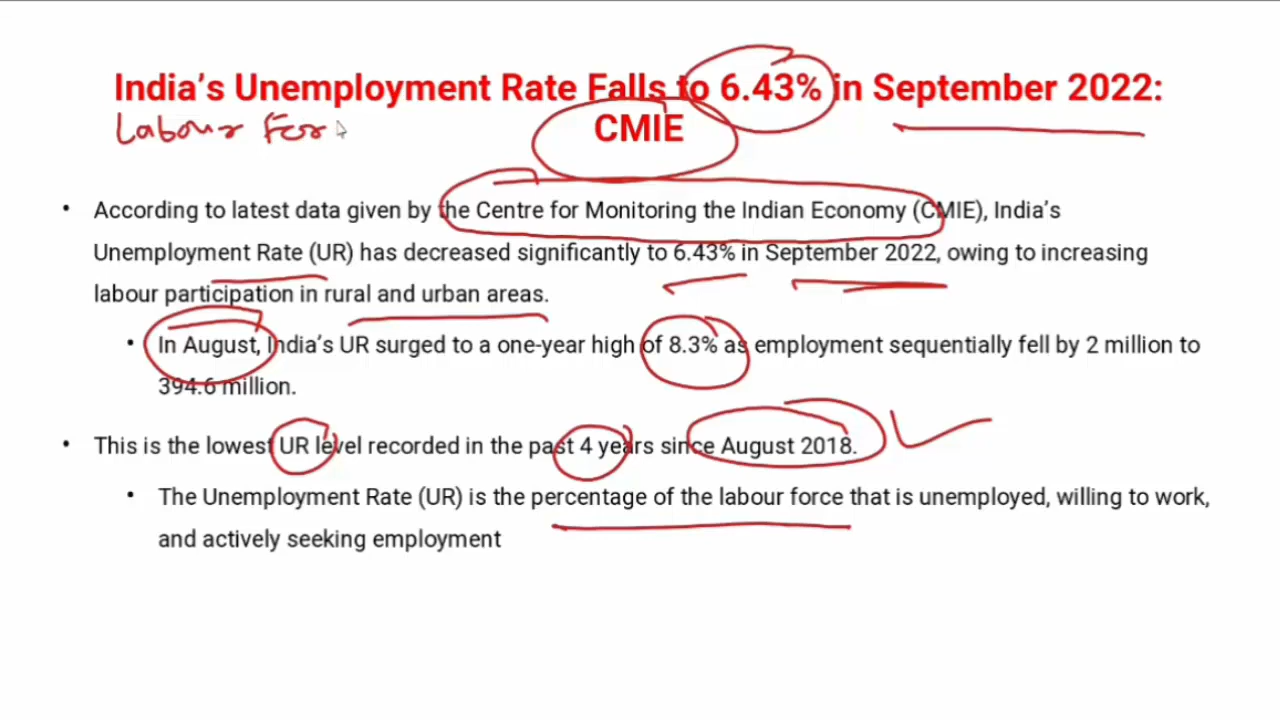 India’s Unemployment Rate Falls to 6.43% in September 2022:
CMIE
Labour For
• According to latest data given by the Centre for Monitoring the Indian Economy (CMIE), India’s
Unemployment Rate (UR) has decreased significantly to 6.43% in September 2022, owing to increasing
labour participation in rural and urban areas.
• In August, India’s UR surged to a one-year high of 8.3% as employment sequentially fell by 2 million to
394.6 million.
• This is the lowest UR level recorded in the past 4 years since August 2018.
• The Unemployment Rate (UR) is the percentage of the labour force that is unemployed, willing to work,
and actively seeking employment